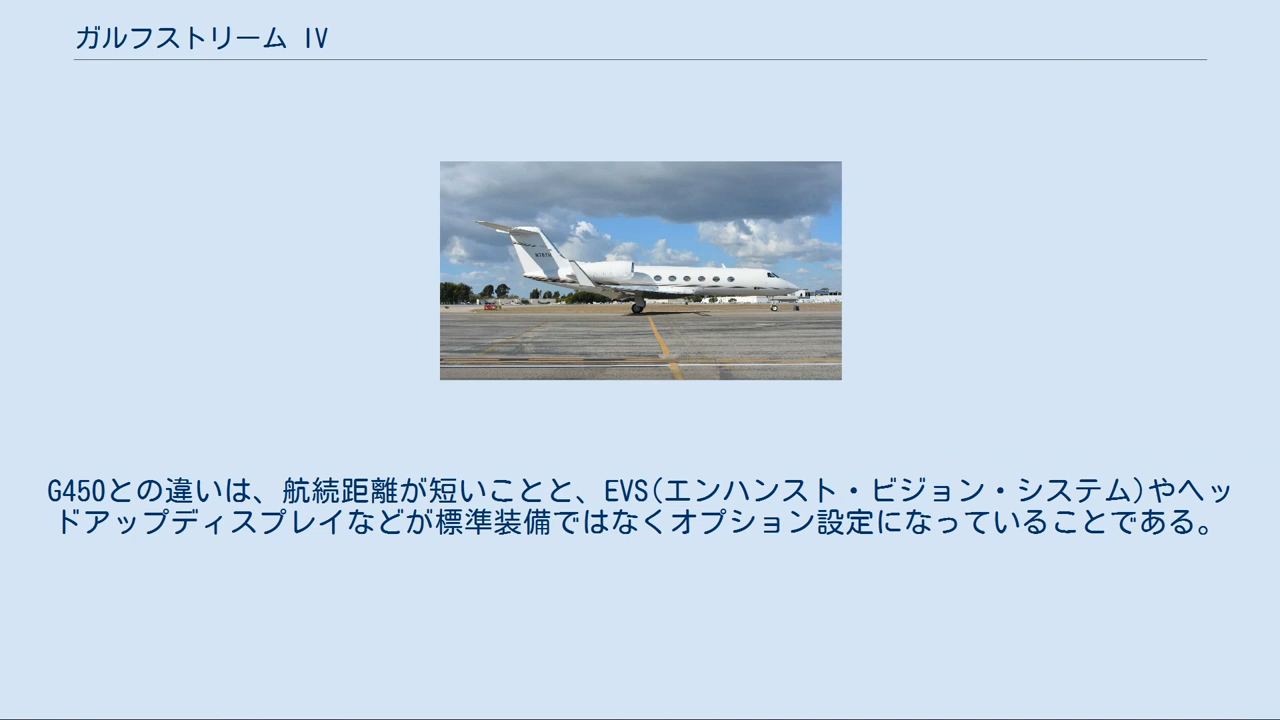 ガルフストリーム IV
G450との違いは、航続距離が短いことと、EVS(エンハンスト・ビジョン・システム)やヘッ
ドアップディスプレイなどが標準装備ではなくオプション設定になっていることである。